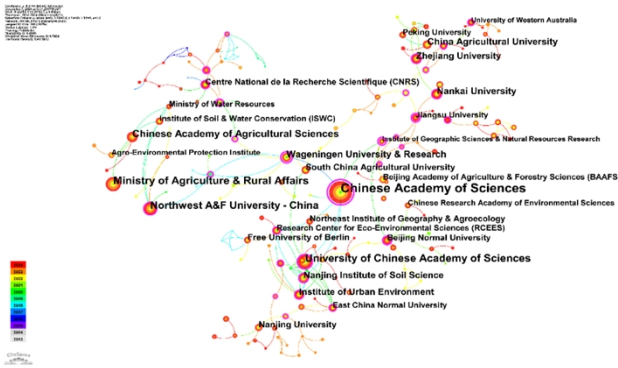 University of Western Australia
Peking University
China Agricultural University
Zhejiang University
Centre National de la Recherche Scientifique (CNRS)
Nankai University
Ministry of Water Resources
Institute of Soil & Water Conservation (ISWC)
Jiangsu University
Chinese Academy of Agricultural Sciences
Institute of Geographic Sciences & Natural Resources Research
Agro-Environmental Protection Institute
Wageningen University & Research
South China Agricultural University
Ministry of Agriculture & Rural Affairs
Beijing Academy of Agriculture & Forestry Sciences (BAAFS
Chinese Academy of Sciences
Northwest A&F University - China
Chinese Research Academy of Environmental Sciences
Northeast Institute of Geography & Agroecology
Research Center for Eco-Environmental Sciences (RCEES)
Free University of Berlin
Beijing Normal University
University of Chinese Academy of Sciences
Nanjing Institute of Soil Science
Institute of Urban Environment
East China Normal University
Nanjing University
CiteSpace